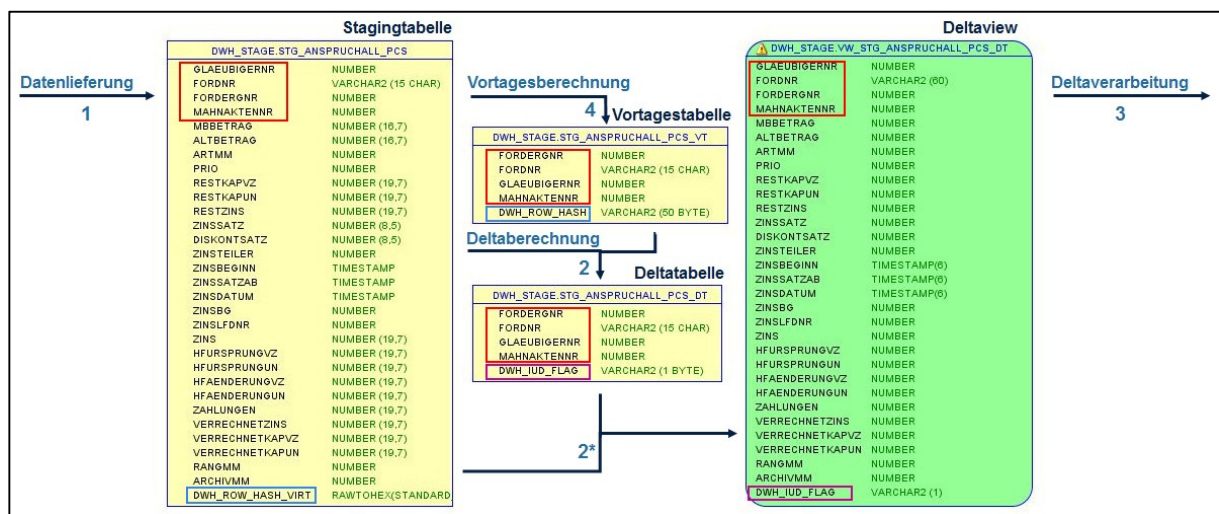 Stagingtabelle
DWH_STAGE.STG_ANSPRUCHALL_PCS
GLAEUBIGERNR NUMBER
FORDNR VARCHAR2 (15 CHAR)
FORDERGNR NUMBER
MAHNAKTENNR NUMBER
MBBETRAG NUMBER (16,7)
ALTBETRAG NUMBER (16,7)
ARTMM NUMBER
PRIO NUMBER
RESTKAPVZ NUMBER (19,7)
RESTKAPUN NUMBER (19,7)
RESTZINS NUMBER (19,7)
ZINSSATZ NUMBER (8,5)
DISKONTSATZ NUMBER (8,5)
ZINSTEILER NUMBER
ZINSBEGINN TIMESTAMP
ZINSSATZAB TIMESTAMP
ZINSDATUM TIMESTAMP
ZINSBG NUMBER
ZINSLFDNR NUMBER
ZINS NUMBER (19,7)
HFURSPRUNGVZ NUMBER (19,7)
HFURSPRUNGUN NUMBER (19,7)
HFAENDERUNGVZ NUMBER (19,7)
HFAENDERUNGUN NUMBER (19,7)
ZAHLUNGEN NUMBER (19,7)
VERRECHNETZINS NUMBER (19,7)
VERRECHNETKAPVZ NUMBER (19,7)
VERRECHNETKAPUN NUMBER (19,7)
RANGMM NUMBER
ARCHIVMM NUMBER
DWH_ROW_HASH_VIRT RAWTOHEX(STANDARD_
Datenlieferung
1
Vortagesberechnung
4
Vortagestabelle
DWH_STAGE.STG_ANSPRUCHALL_PCS_VT
FORDERGNR NUMBER
FORDNR VARCHAR2 (15 CHAR)
GLAEUBIGERNR NUMBER
MAHNAKTENNR NUMBER
DWH_ROW_HASH VARCHAR2 (50 BYTE)
Deltaberechnung
2
Deltatabelle
DWH_STAGE.STG_ANSPRUCHALL_PCS_DT
FORDERGNR NUMBER
FORDNR VARCHAR2 (15 CHAR)
GLAEUBIGERNR NUMBER
MAHNAKTENNR NUMBER
DWH_IUD_FLAG VARCHAR2 (1 BYTE)
2*
Deltaview
DWH_STAGE.VW_STG_ANSPRUCHALL_PCS_DT
GLAEUBIGERNR NUMBER
FORDNR VARCHAR2 (60)
FORDERGNR NUMBER
MAHNAKTENNR NUMBER
MBBETRAG NUMBER
ALTBETRAG NUMBER
ARTMM NUMBER
PRIO NUMBER
RESTKAPVZ NUMBER
RESTKAPUN NUMBER
RESTZINS NUMBER
ZINSSATZ NUMBER
DISKONTSATZ NUMBER
ZINSTEILER NUMBER
ZINSBEGINN TIMESTAMP(6)
ZINSSATZAB TIMESTAMP(6)
ZINSDATUM TIMESTAMP(6)
ZINSBG NUMBER
ZINSLFDNR NUMBER
ZINS NUMBER
HFURSPRUNGVZ NUMBER
HFURSPRUNGUN NUMBER
HFAENDERUNGVZ NUMBER
HFAENDERUNGUN NUMBER
ZAHLUNGEN NUMBER
VERRECHNETZINS NUMBER
VERRECHNETKAPVZ NUMBER
VERRECHNETKAPUN NUMBER
RANGMM NUMBER
ARCHIVMM NUMBER
DWH_IUD_FLAG VARCHAR2 (1)
Deltaverarbeitung
3